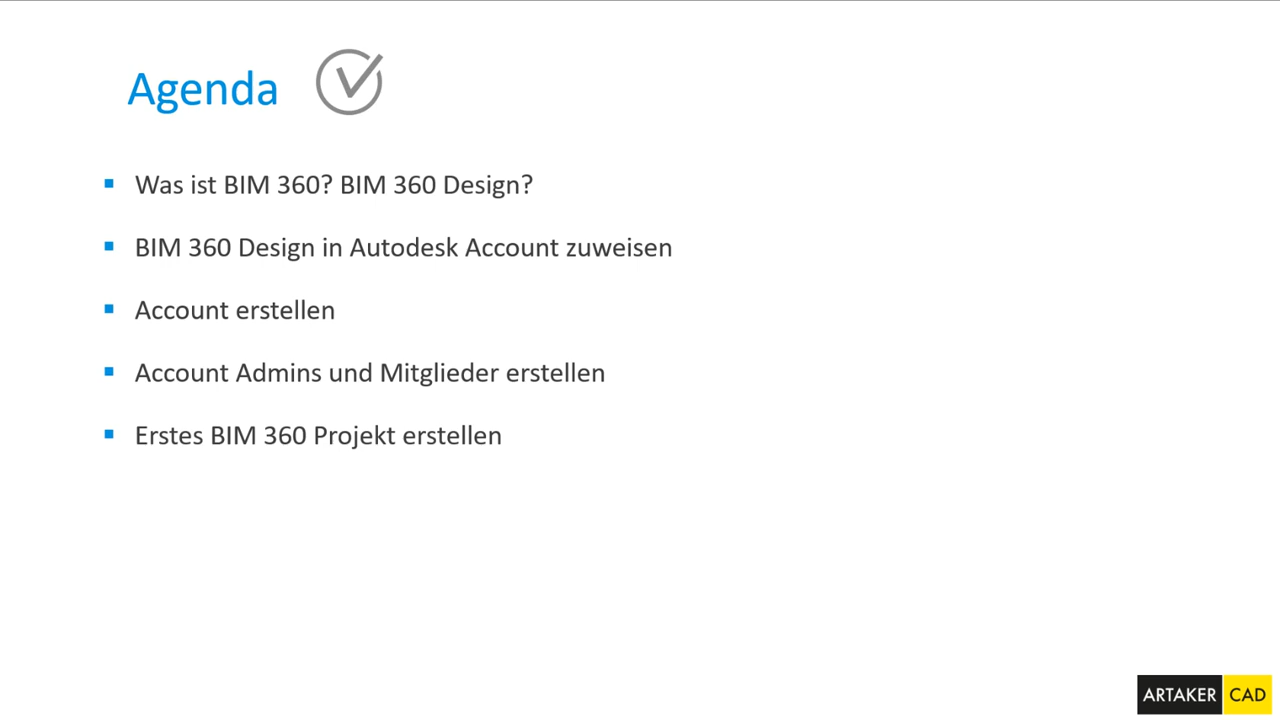 Agenda
Was ist BIM 360? BIM 360 Design?
BIM 360 Design in Autodesk Account zuweisen
Account erstellen
Account Admins und Mitglieder erstellen
Erstes BIM 360 Projekt erstellen
ARTAKER CAD